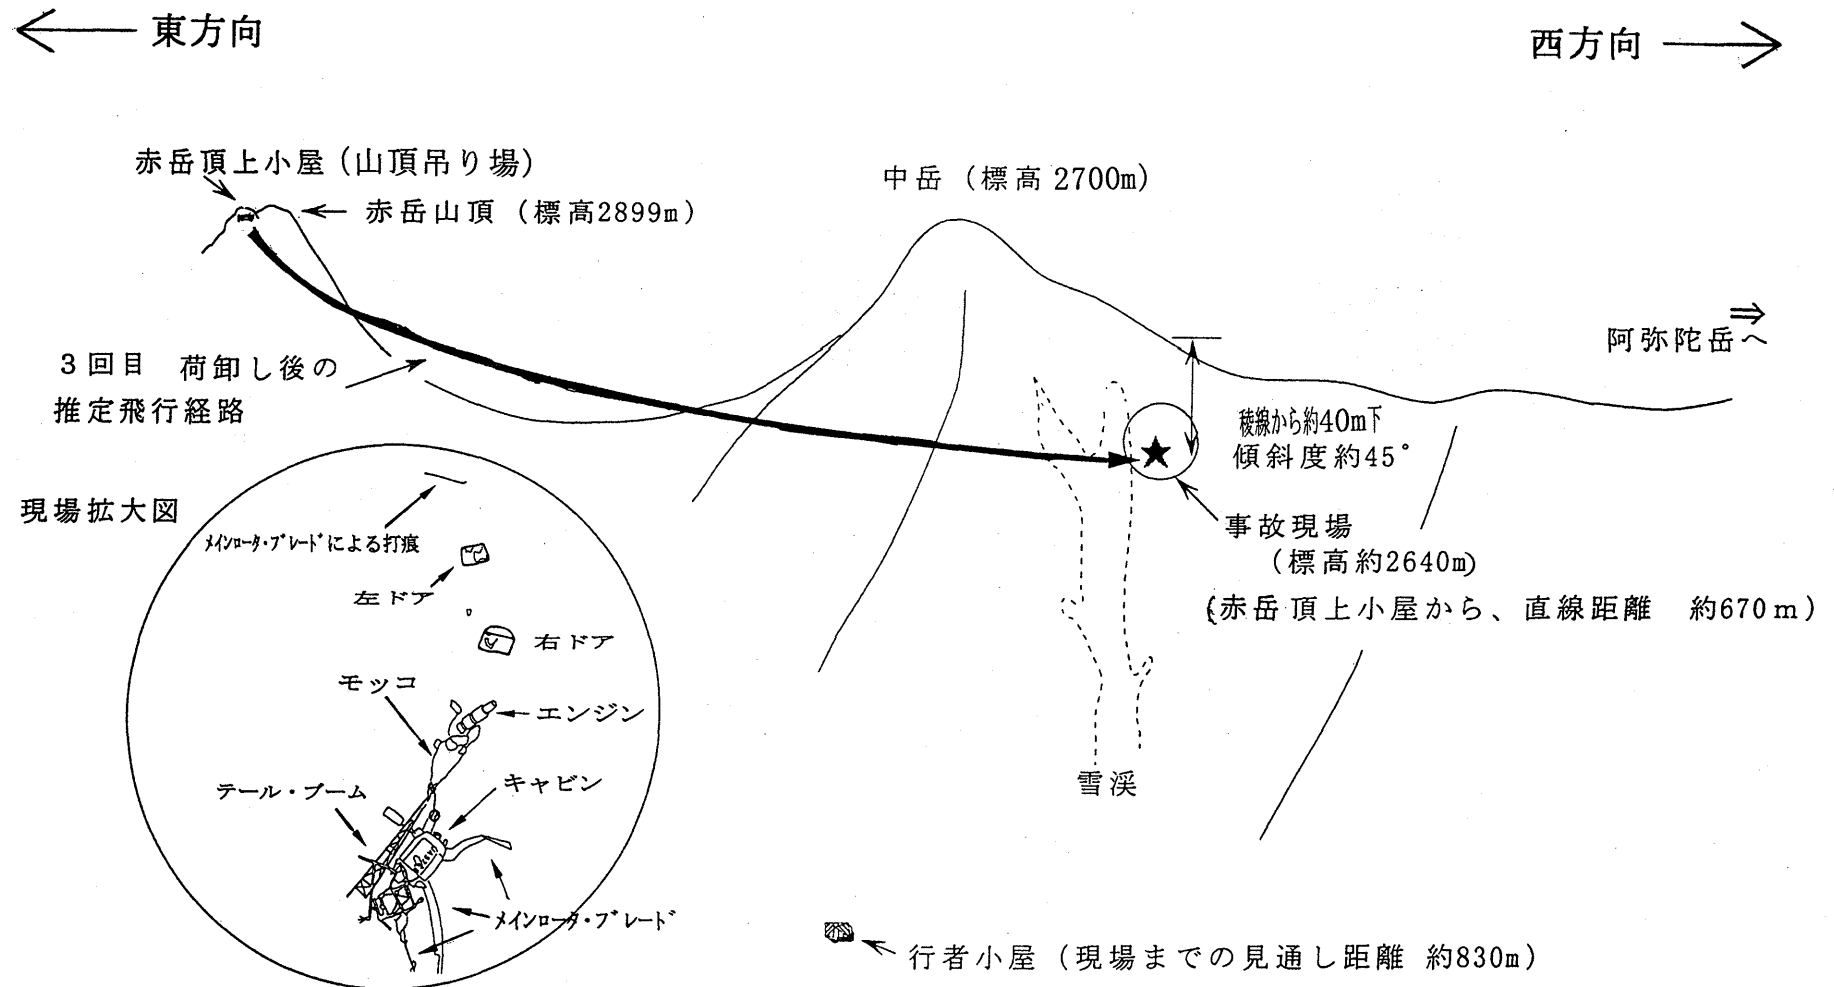 東方向
西方向
赤岳頂上小屋（山頂吊り場）
赤岳山頂（標高2899m）
中岳（標高 2700m）
阿弥陀岳へ
３回目　荷卸し後の
推定飛行経路
稜線から約40m下
傾斜度約45°
事故現場
（標高約2640m）
（赤岳頂上小屋から、直線距離　約670ｍ）
現場拡大図
ﾒｲﾝﾛｰﾀ・ﾌﾞﾚｰﾄﾞによる打痕
左ドア
右ドア
モッコ
エンジン
キャビン
テール・ブーム
ﾒｲﾝﾛｰﾀ・ﾌﾞﾚｰﾄﾞ
雪渓
行者小屋（現場までの見通し距離 約830m）